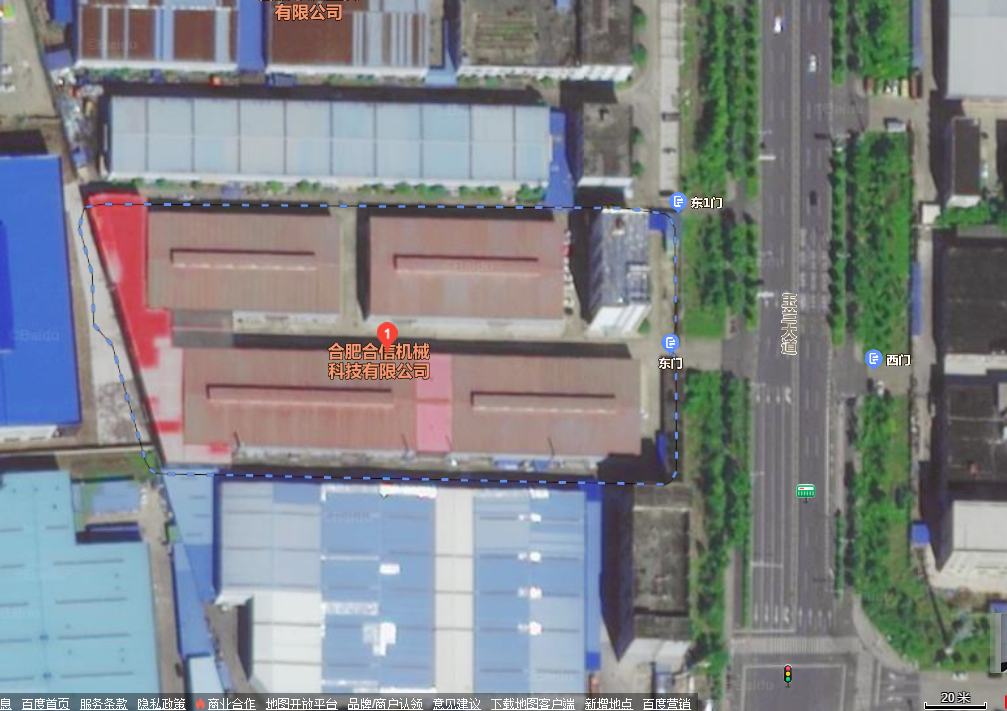 有限公司
东1门
1
合肥合信机械
科技有限公司
东门
西门
20 米
息 百度首页 服务条款 隐私政策 商业合作 地图开放平台 品牌/商户认领 意见建议 下载地图客户端 新增地点 百度营销